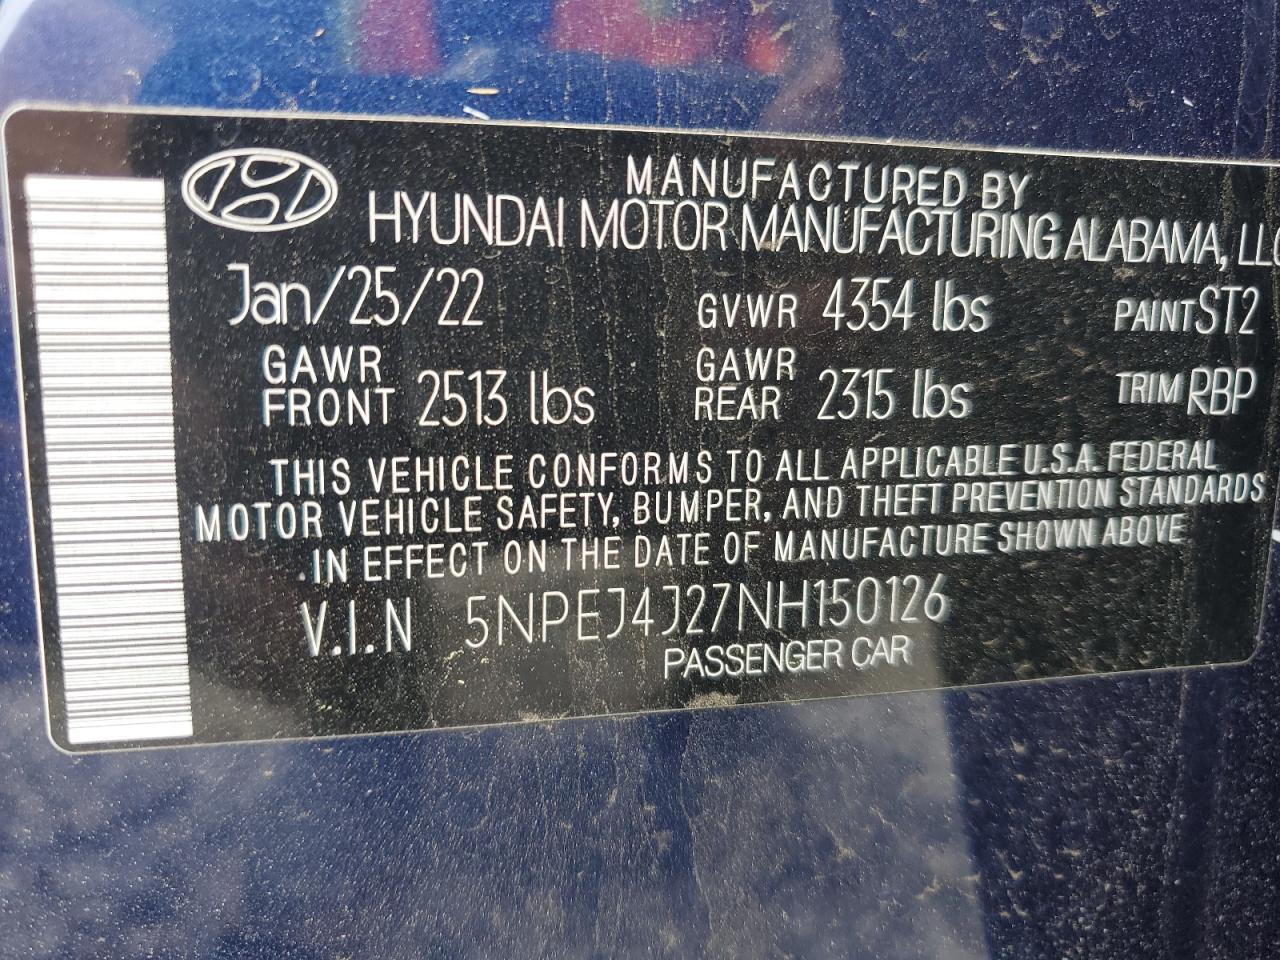 MANUFACTURED BY
HYUNDAI MOTOR MANUFACTURING ALABAMA, LLC
Jan/25/22 GVWR 4354 lbs PAINT ST2
GAWR FRONT 2513 lbs GAWR REAR 2315 lbs TRIM RBP
THIS VEHICLE CONFORMS TO ALL APPLICABLE U.S.A. FEDERAL
MOTOR VEHICLE SAFETY, BUMPER, AND THEFT PREVENTION STANDARDS
IN EFFECT ON THE DATE OF MANUFACTURE SHOWN ABOVE
V.I.N 5NPEJ4J27NH150126
PASSENGER CAR